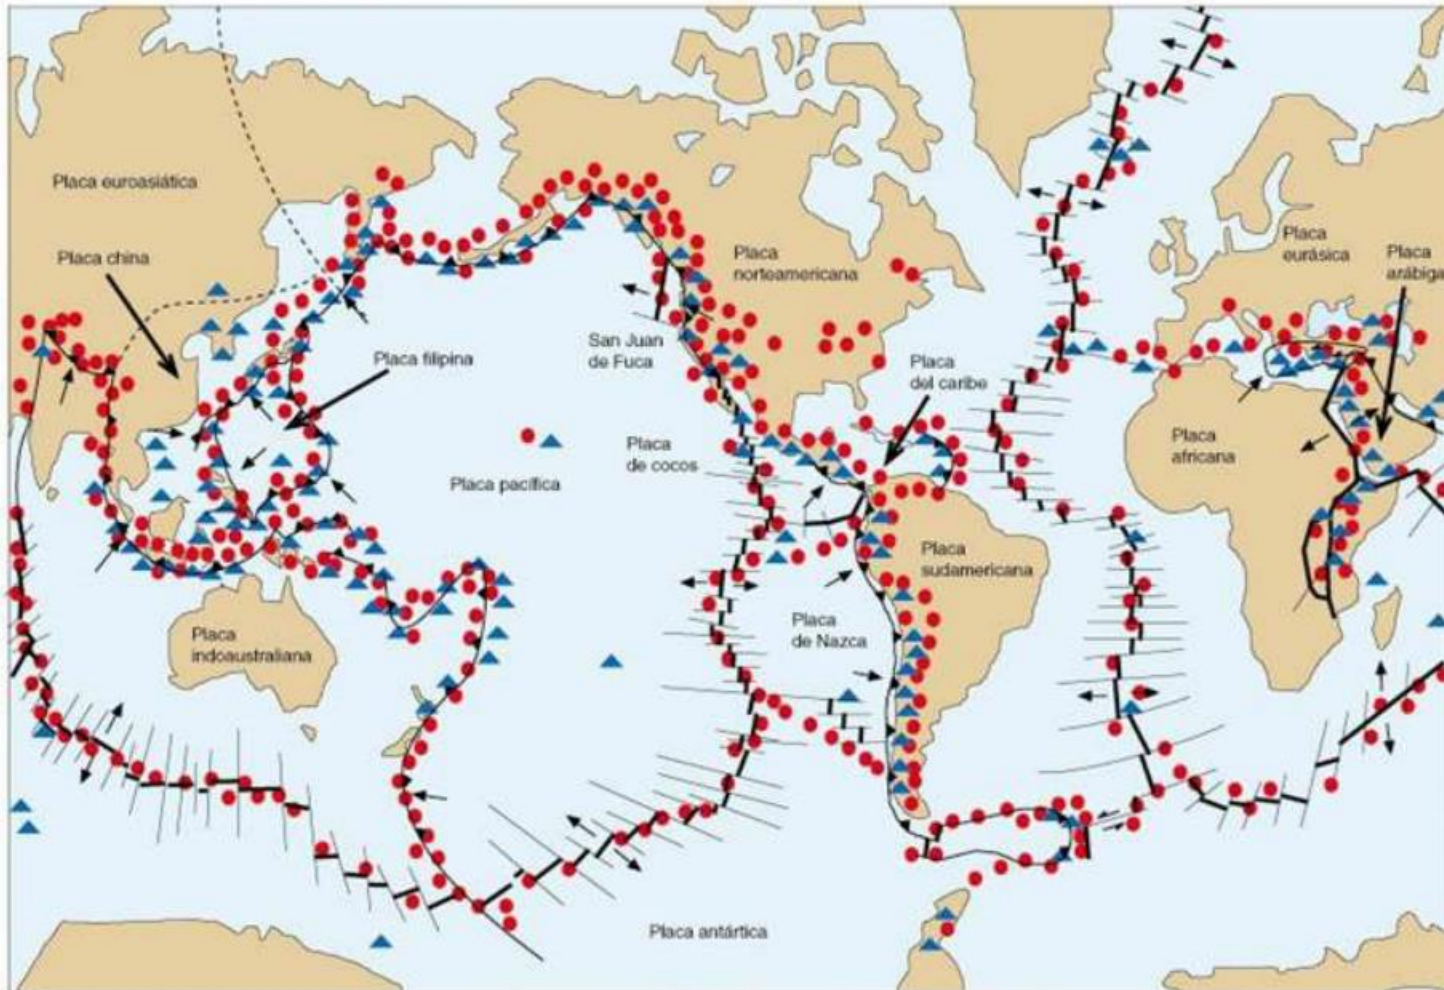 Placa euroasiática
Placa china
Placa filipina
San Juan
de Fuca
Placa
norteamericana
Placa
del caribe
Placa
eurásica
Placa
arábiga
Placa
de cocos
Placa pacífica
Placa
africana
Placa
sudamericana
Placa
de Nazca
Placa
indoaustraliana
Placa antártica